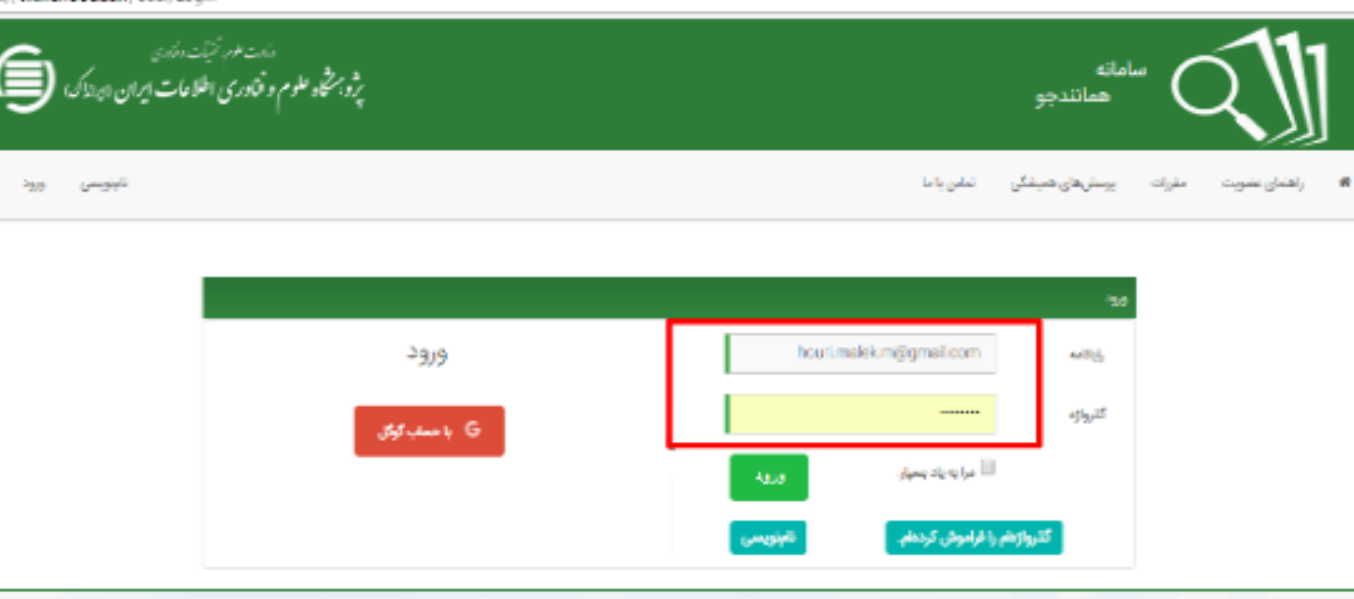 سامانه
همانندجو
وزارت علوم، تحقیقات و فناوری
پژوهشگاه علوم و فناوری اطلاعات ایران (ایرانداک)
راهنمای عضویت
مقررات
پرسش‌های همیشگی
تماس با ما
نام‌نویسی
ورود
ورود
رایانامه
houri.malek.m@gmail.com
گذرواژه
مرا به یاد بسپار
ورود
گذرواژه‌ام را فراموش کرده‌ام.
نام‌نویسی
ورود
با حساب گوگل